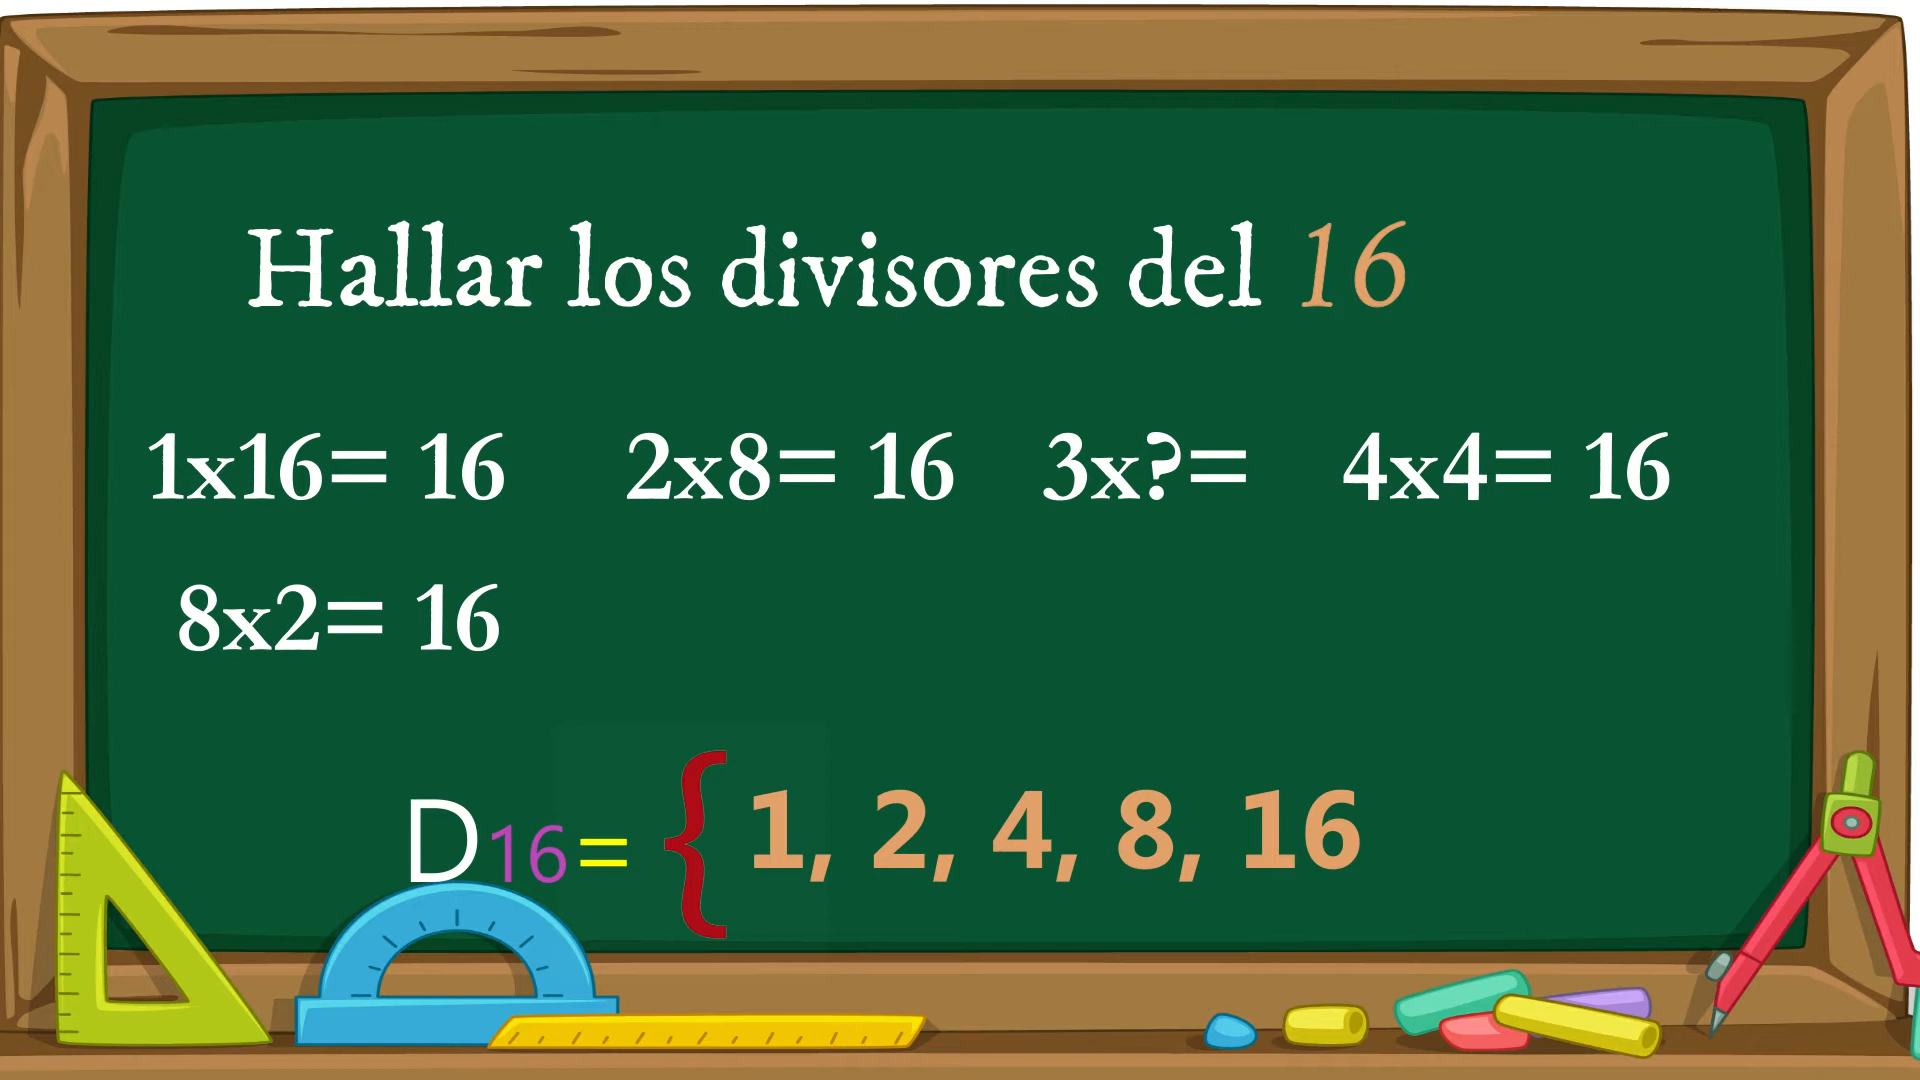 Hallar los divisores del 16
1x16= 16 2x8= 16 3x?= 4x4= 16
8x2= 16
D16= { 1, 2, 4, 8, 16